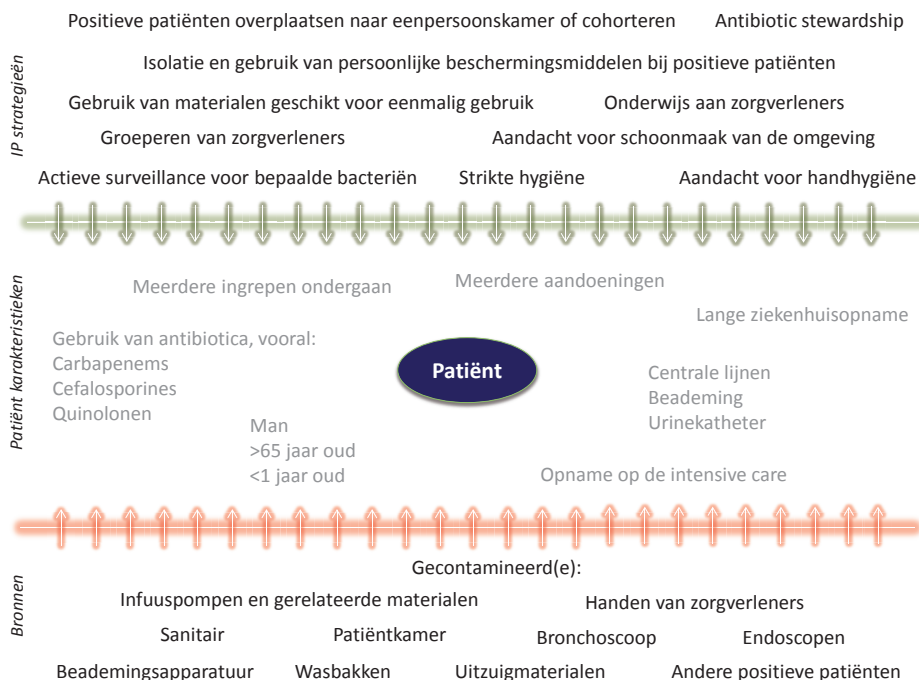 IP strategieën
Positieve patiënten overplaatsen naar eenpersoonskamer of cohorteren
Antibiotic stewardship
Isolatie en gebruik van persoonlijke beschermingsmiddelen bij positieve patiënten
Gebruik van materialen geschikt voor eenmalig gebruik
Onderwijs aan zorgverleners
Groeperen van zorgverleners
Aandacht voor schoonmaak van de omgeving
Actieve surveillance voor bepaalde bacteriën
Strikte hygiëne
Aandacht voor handhygiëne
Patiënt karakteristieken
Meerdere ingrepen ondergaan
Meerdere aandoeningen
Lange ziekenhuisopname
Gebruik van antibiotica, vooral:
Carbapenems
Cefalosporines
Quinolonen
Patiënt
Centrale lijnen
Beademing
Urinekatheter
Man
>65 jaar oud
<1 jaar oud
Opname op de intensive care
Bronnen
Gecontamineerd(e):
Infuuspompen en gerelateerde materialen
Handen van zorgverleners
Sanitair
Patiëntkamer
Bronchoscoop
Endoscopen
Beademingsapparatuur
Wasbakken
Uitzuigmaterialen
Andere positieve patiënten